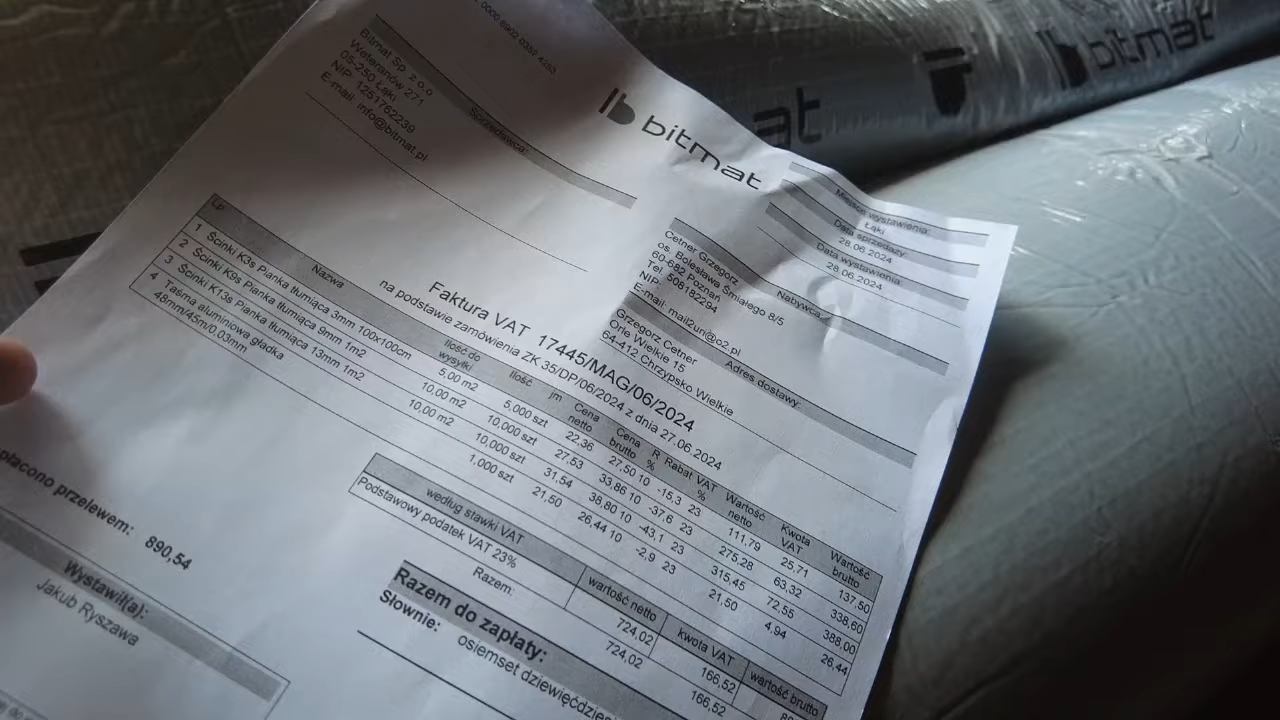 0000 6902 0382 4253
bitmat
bitmat
at
Sprzedawca:
Bitmat Sp. z o.o
Weteranów 271
05-250 Łąki
NIP 1251762239
E-mail info@bitmat.pl
Miejsce wystawienia:
Łąki
Data sprzedaży:
28.06.2024
Data wystawienia:
28.06.2024
Nabywca:
Cetner Grzegorz
os. Bolesława Śmiałego 8/5
60-682 Poznań
Tel 508182294
NIP:
E-mail. mail2uri@o2.pl
Adres dostawy:
Grzegorz Cetner
Orle Wielkie 15
64-412 Chrzypsko Wielkie
Faktura VAT 17445/MAG/06/2024
na podstawie zamówienia ZK 35/DP/06/2024 z dnia 27.06.2024
Lp Nazwa Ilość do wysyłki Ilość jm Cena netto Cena brutto R % Rabat VAT % Wartość netto Kwota VAT Wartość brutto
1 Ścinki K3s Pianka tłumiąca 3mm 100x100cm 5,00 m2 5,000 szt 22,36 27,50 10 -15,3 23 111,79 25,71 137,50
2 Ścinki K9s Pianka tłumiąca 9mm 1m2 10,00 m2 10,000 szt 27,53 33,86 10 -37,6 23 275,28 63,32 338,60
3 Ścinki K13s Pianka tłumiąca 13mm 1m2 10,00 m2 10,000 szt 31,54 38,80 10 -43,1 23 315,45 72,55 388,00
4 Taśma aluminiowa gładka 1,000 szt 21,50 26,44 10 -2,9 23 21,50 4,94 26,44
48mm/45m/0.03mm
według stawki VAT wartość netto kwota VAT wartość brutto
Podstawowy podatek VAT 23% 724,02 166,52
Razem: 724,02 166,52
płacono przelewem: 890,54
Razem do zapłaty:
Słownie: osiemset dziewięćdzie
Wystawił(a):
Jakub Ryszawa